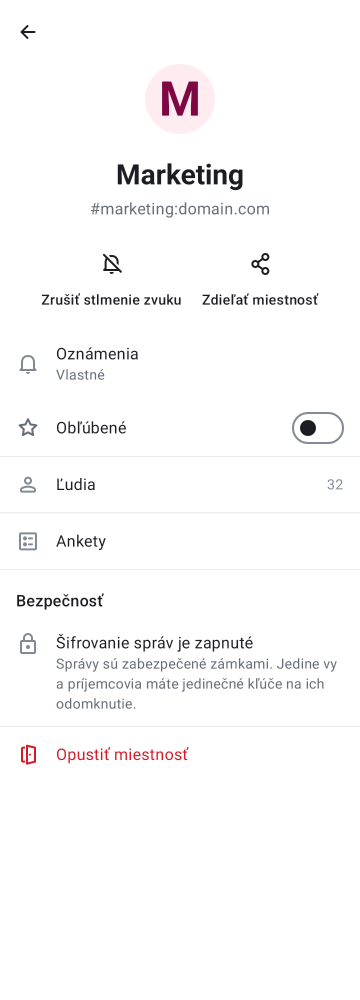 M
Marketing
#marketing:domain.com
Zrušiť stlmenie zvuku
Zdieľať miestnosť
Oznámenia
Vlastné
Obľúbené
Ľudia
32
Ankety
Bezpečnosť
Šifrovanie správ je zapnuté
Správy sú zabezpečené zámkami. Jedine vy
a príjemcovia máte jedinečné kľúče na ich
odomknutie.
Opustiť miestnosť